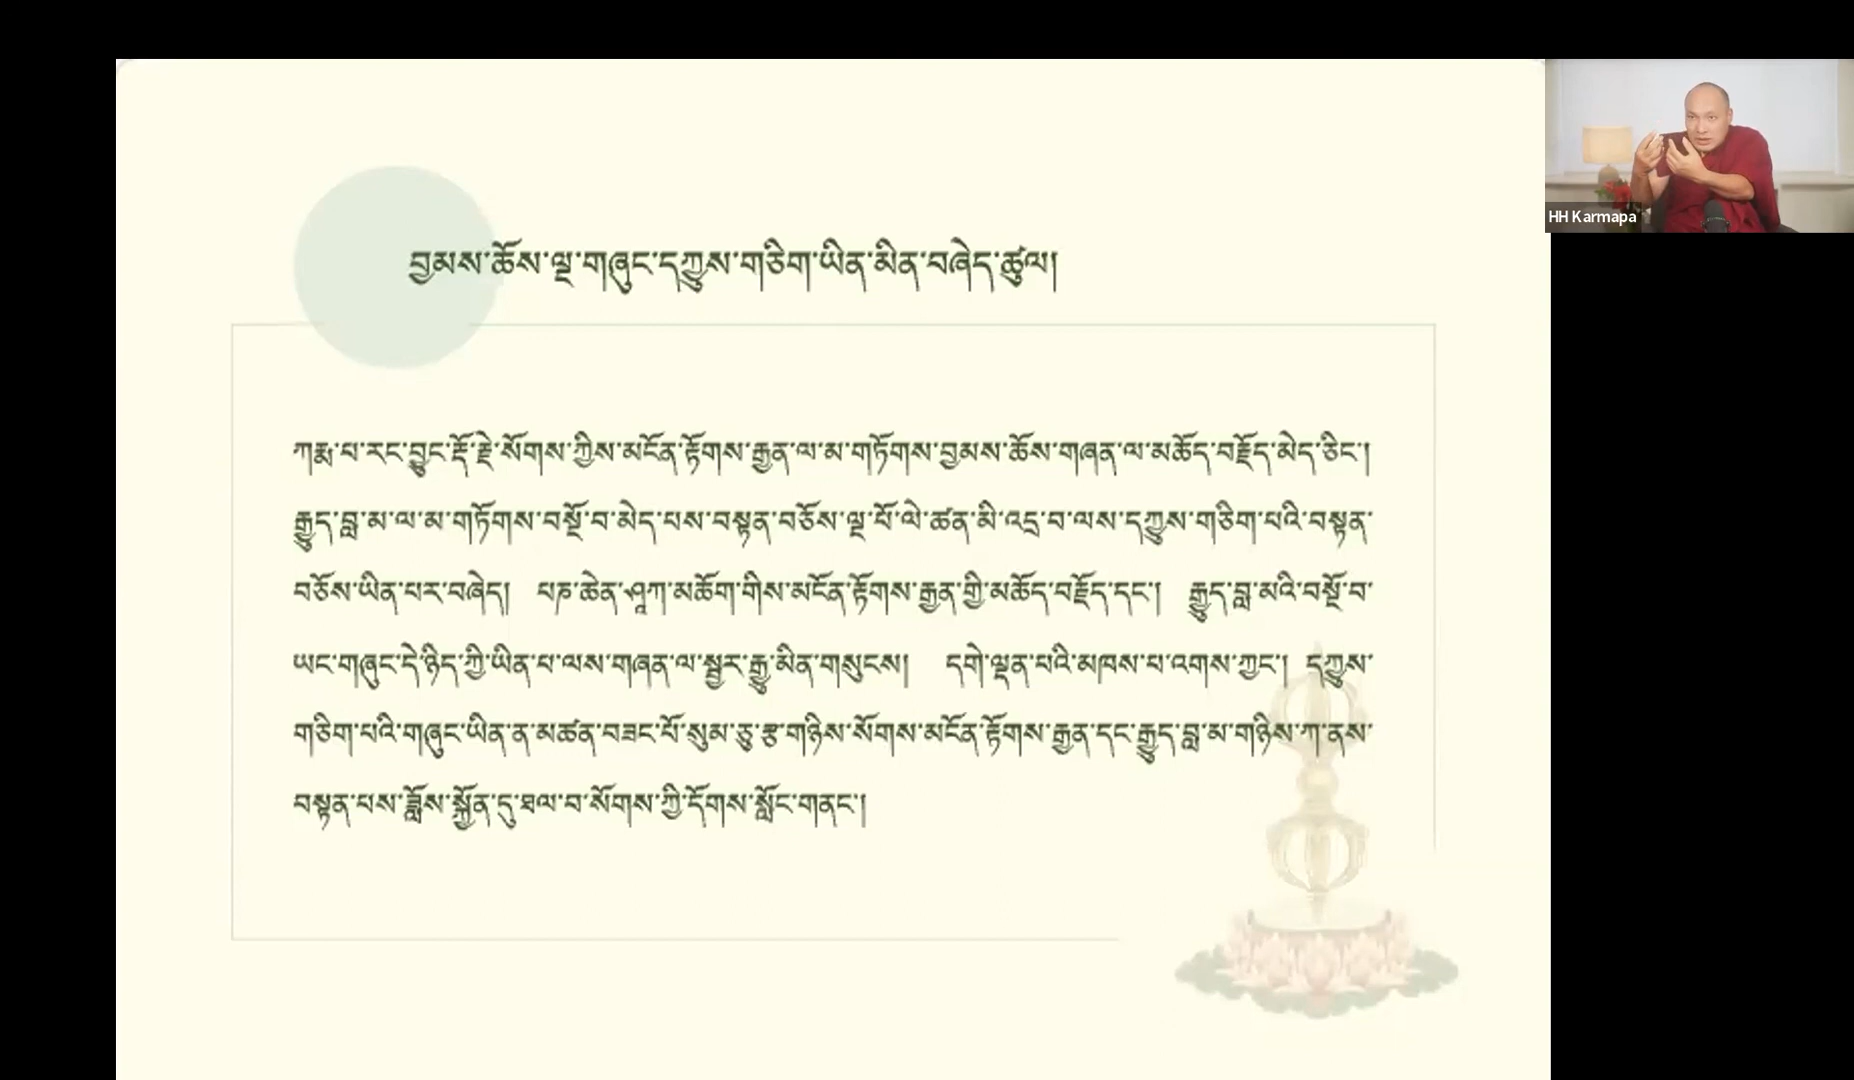 བྱམས་ཆོས་ལྔ་གཞུང་དཀྱུས་གཅིག་ཡིན་མིན་བཞེད་ཚུལ།
HH Karmapa
ཀརྨ་པ་རང་བྱུང་རྡོ་རྗེ་སོགས་ཀྱིས་མངོན་རྟོགས་རྒྱན་ལ་མ་གཏོགས་བྱམས་ཆོས་གཞན་ལ་མཆོད་བརྗོད་མེད་ཅིང་།
རྒྱུད་བླ་མ་ལ་མ་གཏོགས་བསྔོ་བ་མེད་པས་བསྟན་བཅོས་ལྔ་པོ་ལེ་ཚན་མི་འདྲ་བ་ལས་དཀྱུས་གཅིག་པའི་བསྟན་
བཅོས་ཡིན་པར་བཞེད། པཎ་ཆེན་ཤཱཀ་མཆོག་གིས་མངོན་རྟོགས་རྒྱན་གྱི་མཆོད་བརྗོད་དང་། རྒྱུད་བླ་མའི་བསྔོ་བ་
ཡང་གཞུང་དེ་ཉིད་ཀྱི་ཡིན་པ་ལས་གཞན་ལ་སྦྱར་རྒྱུ་མིན་གསུངས། དགེ་ལྡན་པའི་མཁས་པ་འགས་ཀྱང་། དཀྱུས་
གཅིག་པའི་གཞུང་ཡིན་ན་མཚན་བཟང་པོ་སུམ་ཅུ་རྩ་གཉིས་སོགས་མངོན་རྟོགས་རྒྱན་དང་རྒྱུད་བླ་མ་གཉིས་ཀ་ནས་
བསྟན་པས་ཟློས་སྐྱོན་དུ་ཐལ་བ་སོགས་ཀྱི་དོགས་སློང་གནང་།